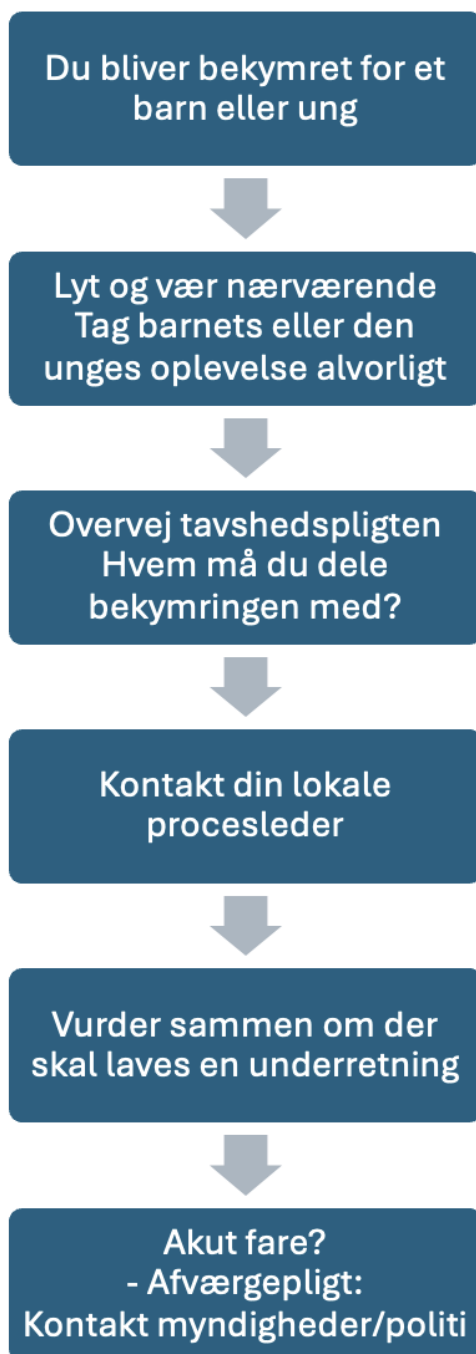 Du bliver bekymret for et
barn eller ung
Lyt og vær nærværende
Tag barnets eller den
unges oplevelse alvorligt
Overvej tavshedspligten
Hvem må du dele
bekymringen med?
Kontakt din lokale
procesleder
Vurder sammen om der
skal laves en underretning
Akut fare?
- Afværgepligt:
Kontakt myndigheder/politi